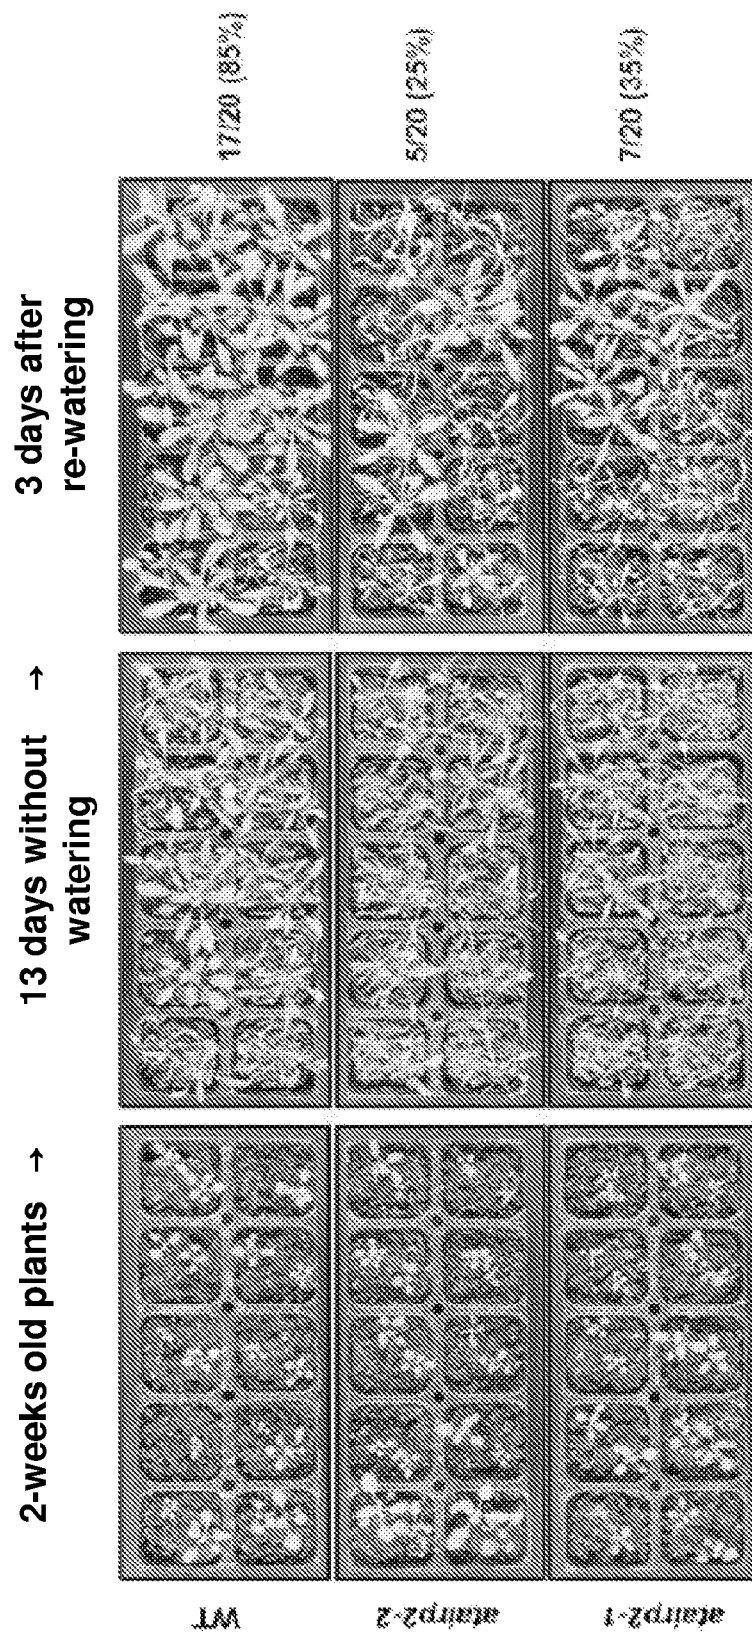 2-weeks old plants →
13 days without watering →
3 days after
re-watering
WT
17/20 (85%)
atairp2-2
5/20 (25%)
atairp2-1
7/20 (35%)